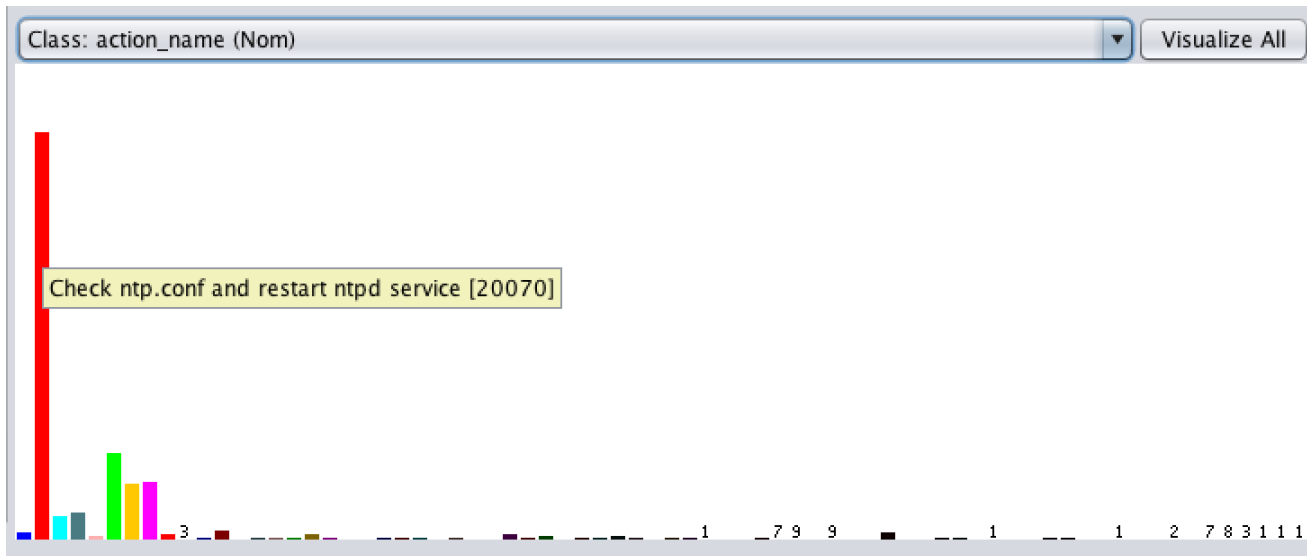 Class: action_name (Nom)
Visualize All
Check ntp.conf and restart ntpd service [20070]
3 1 7 9 9 1 1 2 7 8 3 1 1 1